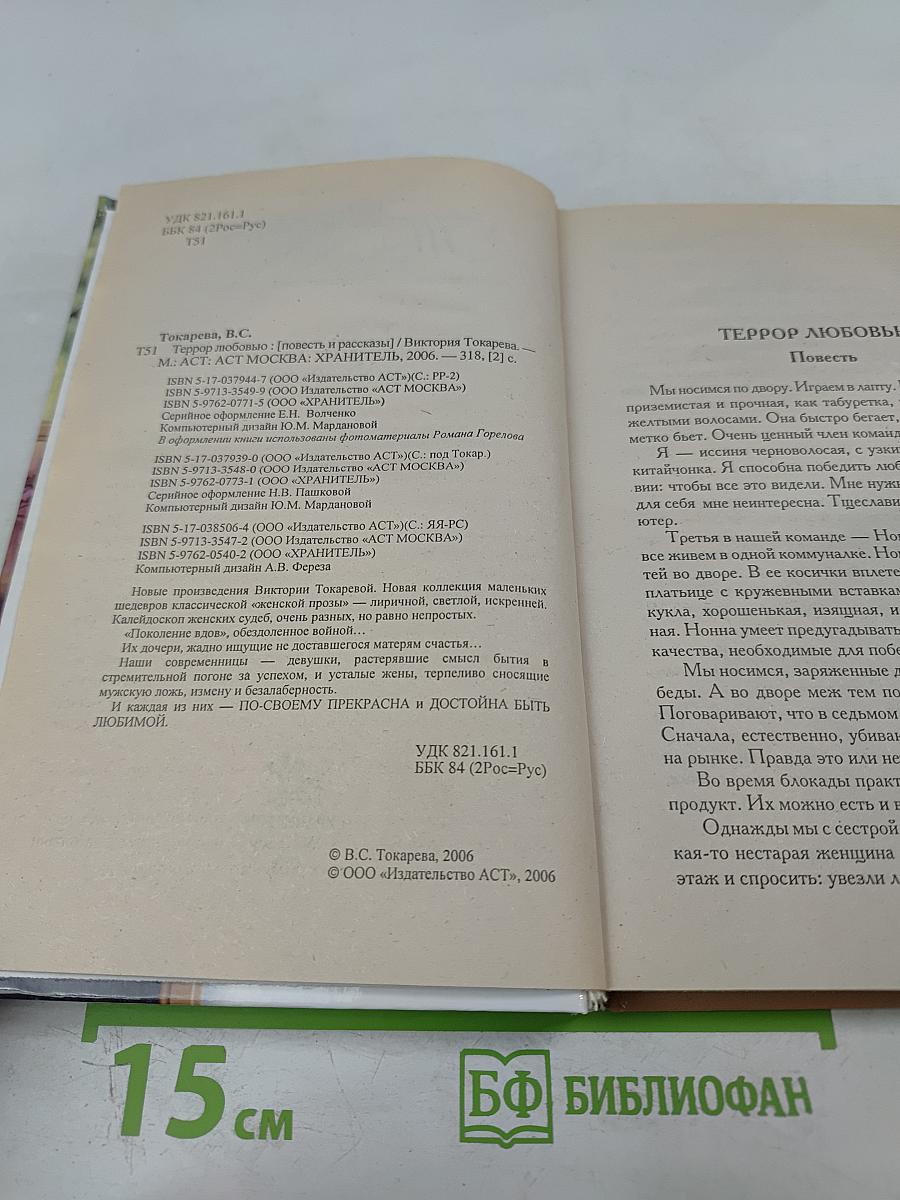 УДК 821.161.1
ББК 84 (2Рос=Рус)
Т51
Токарева, В.С.
Т51 Террор любовью : [повесть и рассказы] / Виктория Токарева. —
М.: АСТ: АСТ МОСКВА: ХРАНИТЕЛЬ, 2006. — 318, [2] с.
ISBN 5-17-037944-7 (ООО «Издательство АСТ»)(С.: РР-2)
ISBN 5-9713-3549-9 (ООО Издательство «АСТ МОСКВА»)
ISBN 5-9762-0771-5 (ООО «ХРАНИТЕЛЬ»)
Серийное оформление Е.Н. Волченко
Компьютерный дизайн Ю.М. Мардановой
В оформлении книги использованы фотоматериалы Романа Горелова
ISBN 5-17-037939-0 (ООО «Издательство АСТ»)(С.: под Токар.)
ISBN 5-9713-3548-0 (ООО Издательство «АСТ МОСКВА»)
ISBN 5-9762-0773-1 (ООО «ХРАНИТЕЛЬ»)
Серийное оформление Н.В. Пашковой
Компьютерный дизайн Ю.М. Мардановой
ISBN 5-17-038506-4 (ООО «Издательство АСТ»)(С.: ЯЯ-РС)
ISBN 5-9713-3547-2 (ООО Издательство «АСТ МОСКВА»)
ISBN 5-9762-0540-2 (ООО «ХРАНИТЕЛЬ»)
Компьютерный дизайн А.В. Фереза
Новые произведения Виктории Токаревой. Новая коллекция маленьких
шедевров классической «женской прозы» — лиричной, светлой, искренней.
Калейдоскоп женских судеб, очень разных, но равно непростых.
«Поколение вдов», обездоленное войной...
Их дочери, жадно ищущие не доставшегося матерям счастья...
Наши современницы — девушки, растерявшие смысл бытия в
стремительной погоне за успехом, и усталые жены, терпеливо сносящие
мужскую ложь, измену и безалаберность.
И каждая из них — ПО-СВОЕМУ ПРЕКРАСНА и ДОСТОЙНА БЫТЬ
ЛЮБИМОЙ.
УДК 821.161.1
ББК 84 (2Рос=Рус)
© В.С. Токарева, 2006
© ООО «Издательство АСТ», 2006
ТЕРРОР ЛЮБОВЬЮ
Повесть
Мы носимся по двору. Играем в лапту.
приземистая и прочная, как табуретка,
желтыми волосами. Она быстро бегает,
метко бьет. Очень ценный член команд
Я — иссиня черноволосая, с узки
китайчонка. Я способна победить люб
вии: чтобы все это видели. Мне нужн
для себя мне неинтересна. Тщеслави
ютер.
Третья в нашей команде — Нон
все живем в одной коммуналке. Нон
тей во дворе. В ее косички вплете
платьице с кружевными вставкам
кукла, хорошенькая, изящная, и
ная. Нонна умеет предугадывать
качества, необходимые для побе
Мы носимся, заряженные д
беды. А во дворе меж тем по
Поговаривают, что в седьмом
Сначала, естественно, убиваю
на рынке. Правда это или не
Во время блокады практ
продукт. Их можно есть и в
Однажды мы с сестрой
кая-то нестарая женщина
этаж и спросить: увезли л
15 см
БФ БИБЛИОФАН